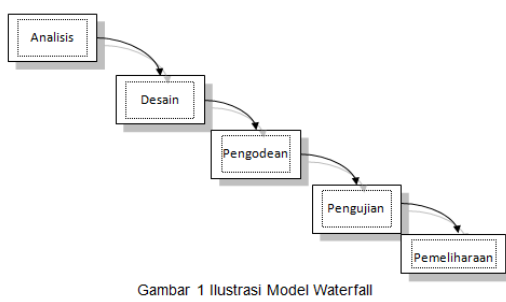 Analisis
Desain
Pengodean
Pengujian
Pemeliharaan
Gambar 1 Ilustrasi Model Waterfall